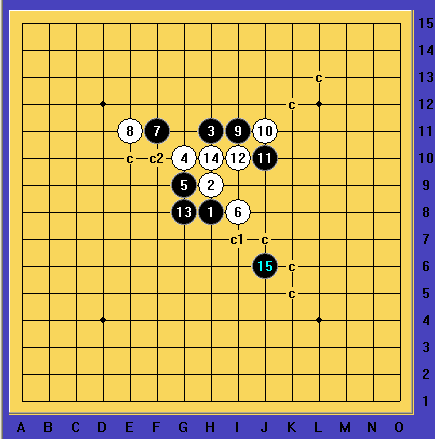 15
14
c 13
c 12
8 7 3 9 10 11
c c2 4 14 12 11 10
5 2 9
13 1 6 8
c1 c 7
15 c 6
c 5
4
3
2
1
A B C D E F G H I J K L M N O